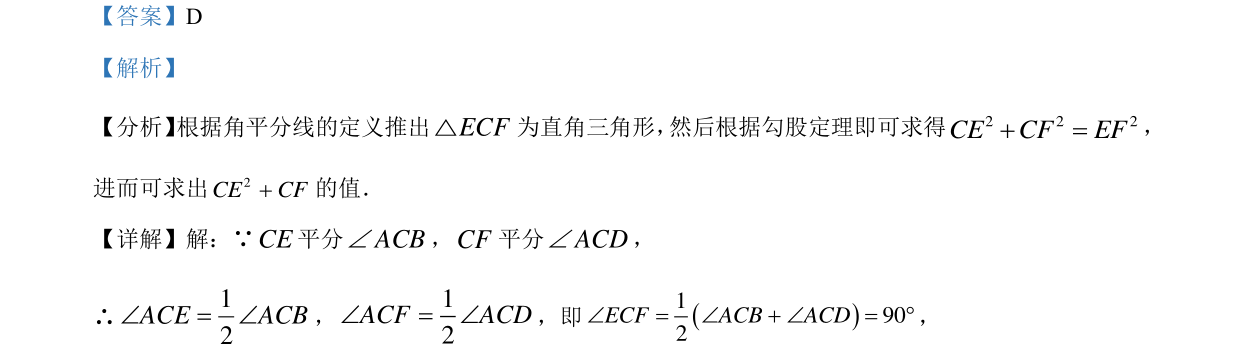 【答案】D
【解析】
【分析】根据角平分线的定义推出△ECF为直角三角形，然后根据勾股定理即可求得CE² + CF² = EF²，
进而可求出CE² + CF 的值．
【详解】解：∵CE平分∠ACB，CF平分∠ACD，
∴∠ACE = 1/2∠ACB，∠ACF = 1/2∠ACD，即∠ECF = 1/2(∠ACB + ∠ACD) = 90°，